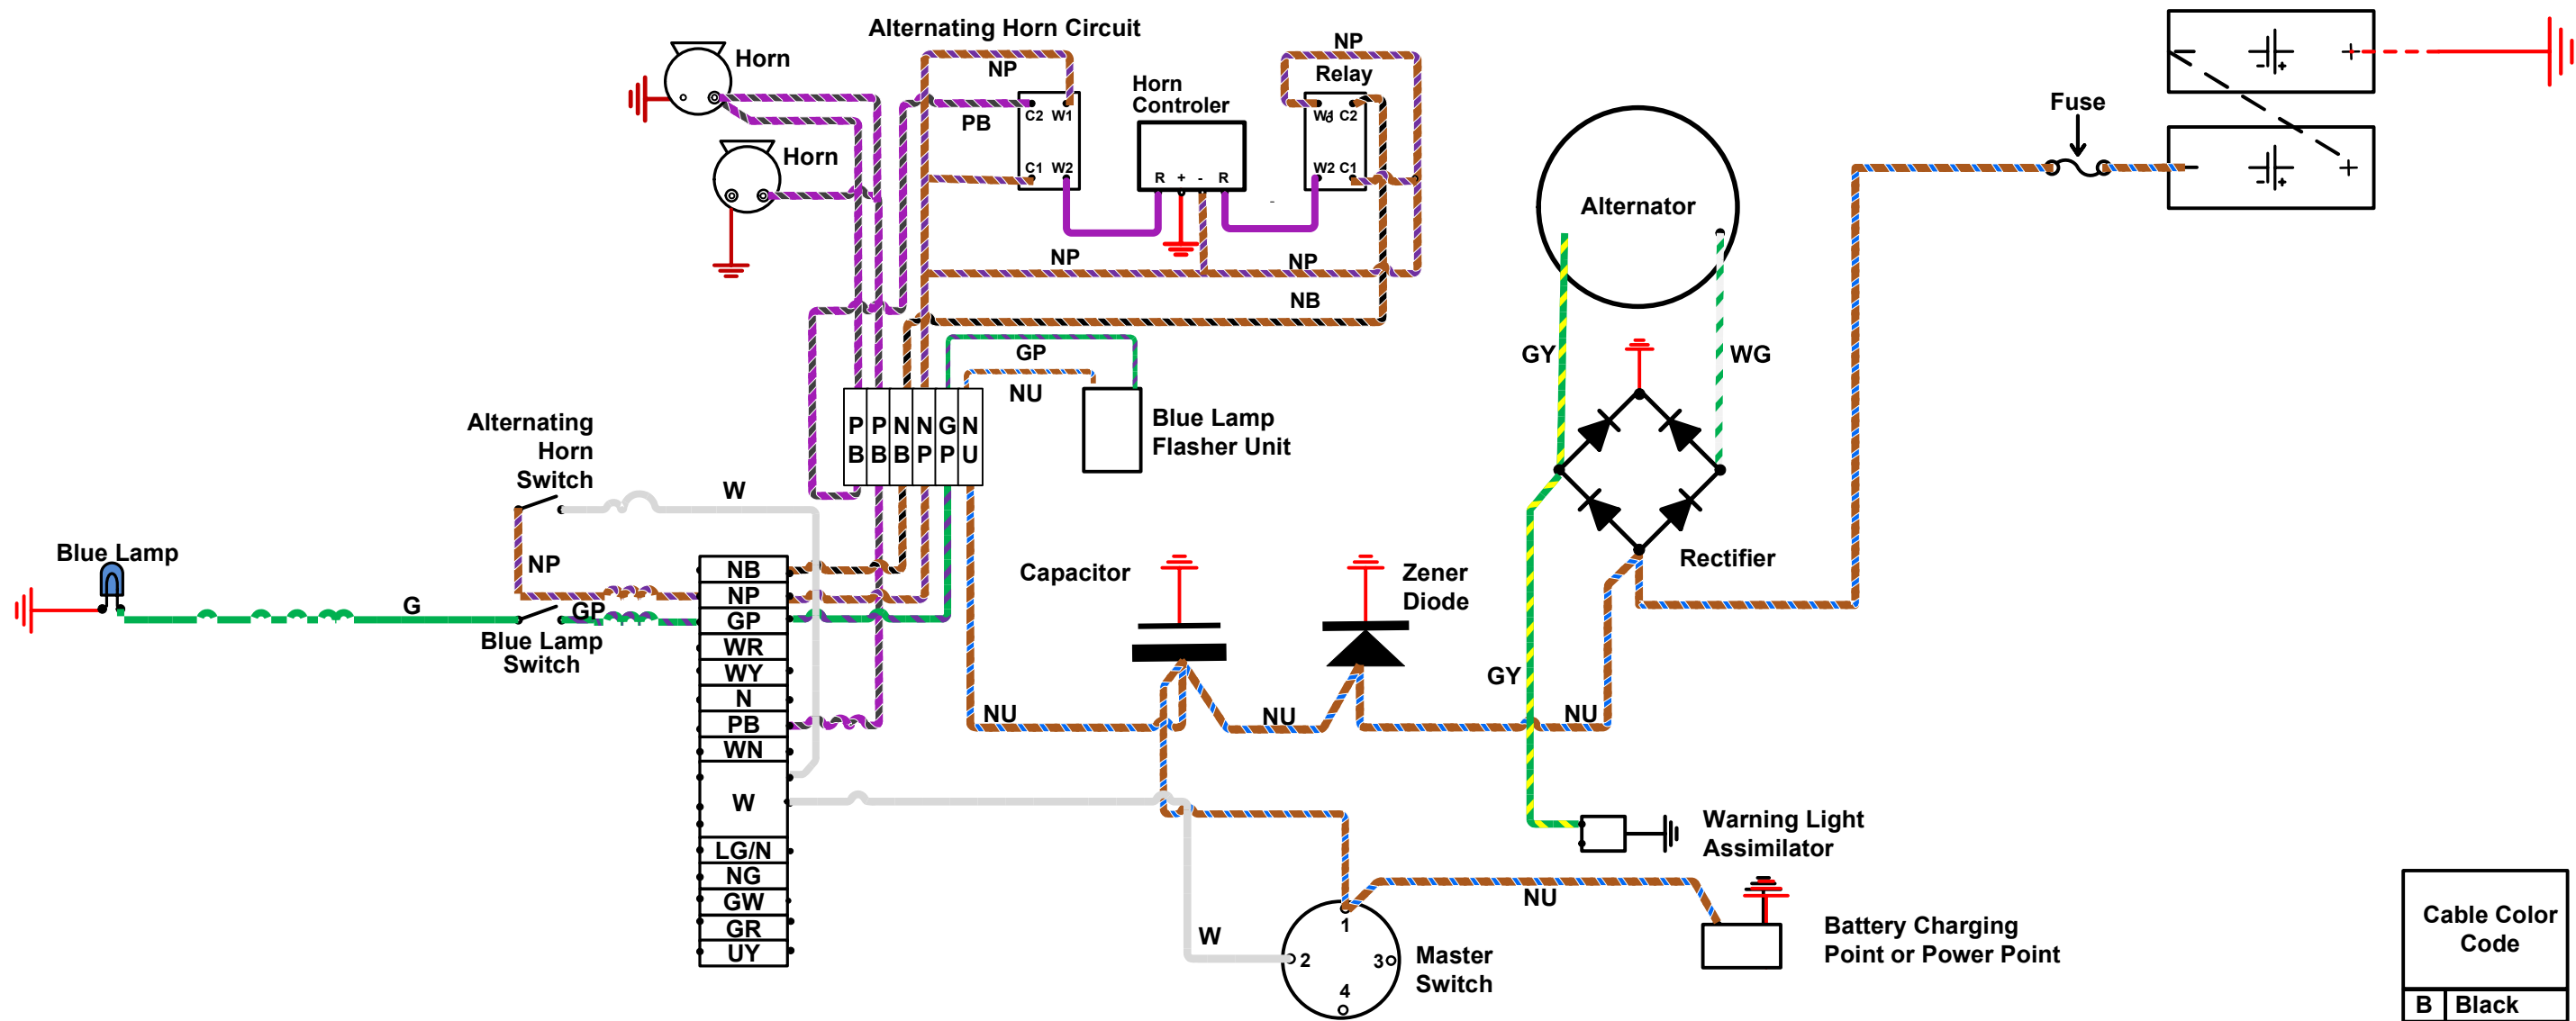 Alternating Horn Circuit
Horn
NP
NP
Relay
Horn
Controler
PB
C2 W1
C1 W2
R + - R
C2
W2 C1
Horn
NP
NP
NB
GP
NU
Blue Lamp
Flasher Unit
P B
P B
N B
N P
G P
N U
Alternator
GY
WG
Fuse
- - + +
- - + +
Rectifier
Alternating
Horn
Switch
W
NP
Blue Lamp
G
GP
Blue Lamp
Switch
NB
NP
GP
WR
WY
N
PB
WN
W
LG/N
NG
GW
GR
UY
Capacitor
Zener
Diode
NU
NU
NU
GY
Warning Light
Assimilator
NU
W
1
2
3
4
Master
Switch
Battery Charging
Point or Power Point
Cable Color
Code
B Black